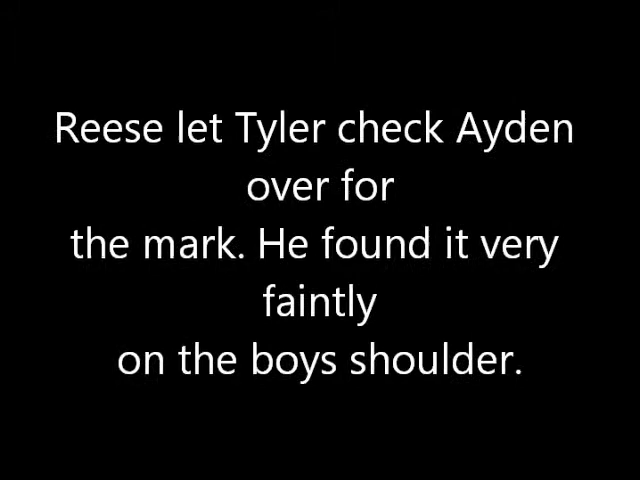 Reese let Tyler check Ayden
over for
the mark. He found it very
faintly
on the boys shoulder.